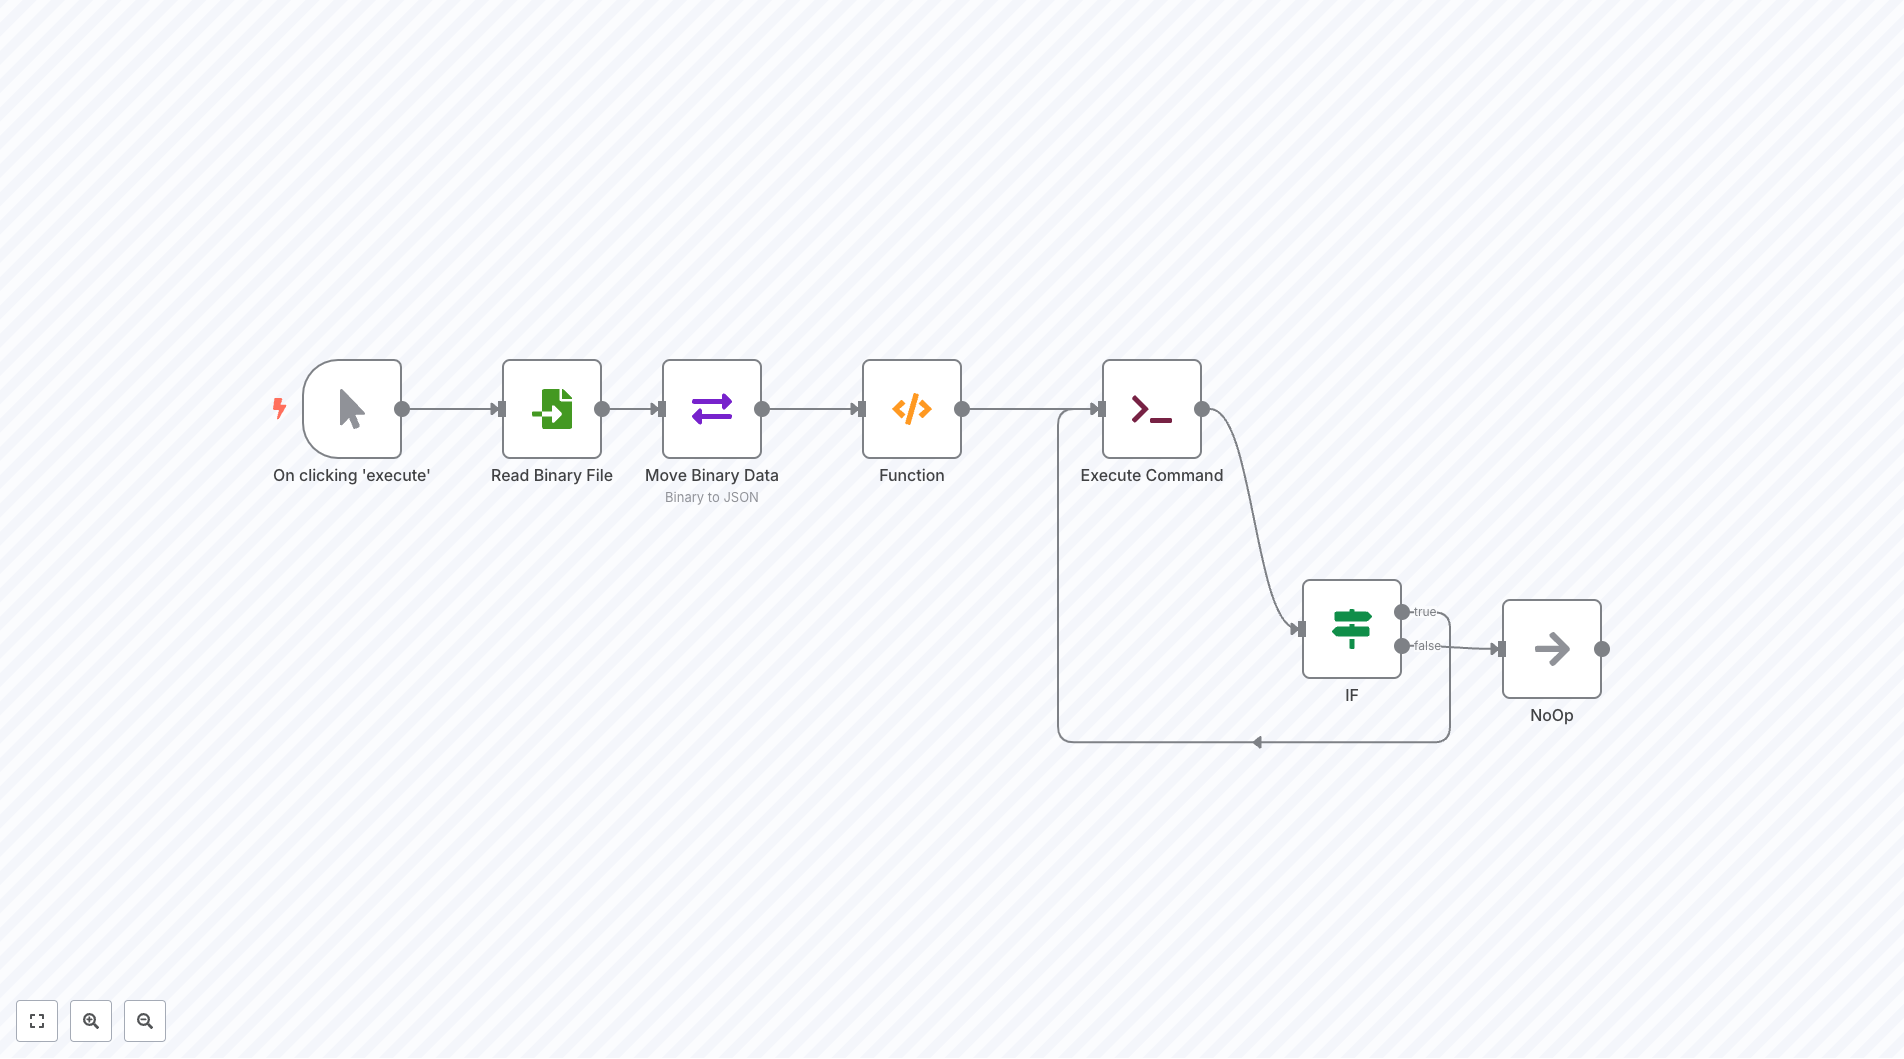 On clicking 'execute'
Read Binary File
Move Binary Data
Binary to JSON
Function
Execute Command
true
false
IF
NoOp